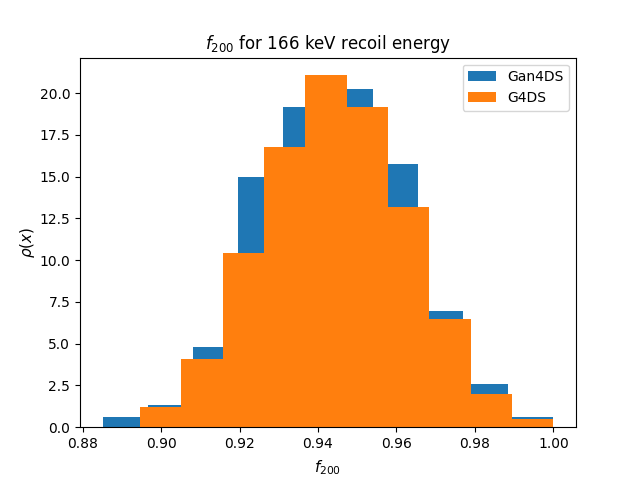 f₂₀₀ for 166 keV recoil energy
Gan4DS
G4DS
20.0
17.5
15.0
12.5
10.0
7.5
5.0
2.5
0.0
ρ(x)
0.88 0.90 0.92 0.94 0.96 0.98 1.00
f₂₀₀